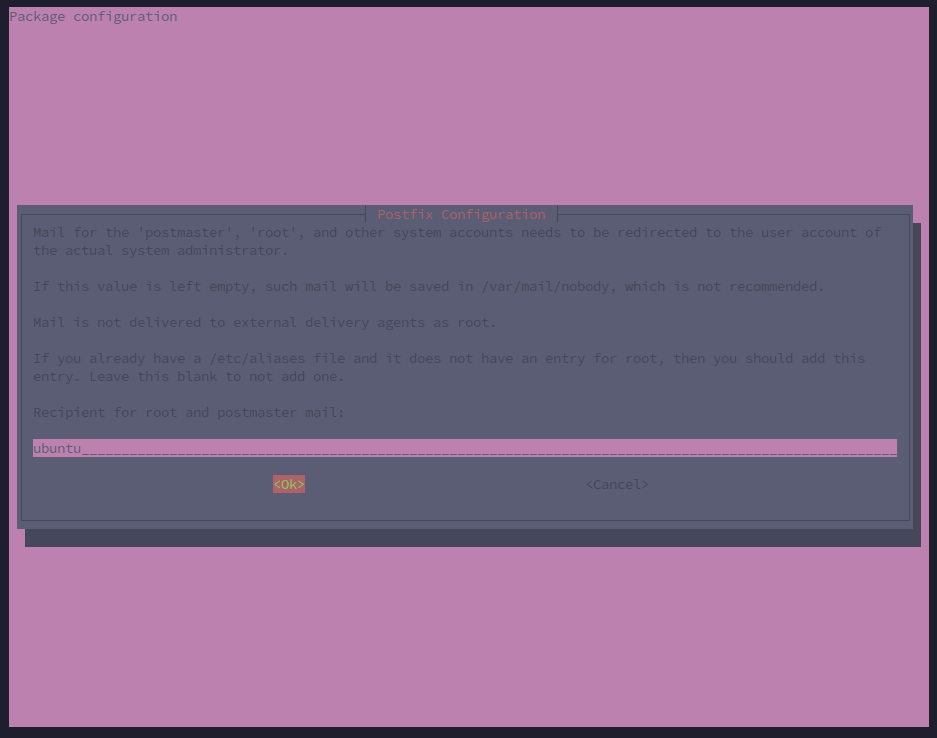 Package configuration
Postfix Configuration
Mail for the 'postmaster', 'root', and other system accounts needs to be redirected to the user account of
the actual system administrator.
If this value is left empty, such mail will be saved in /var/mail/nobody, which is not recommended.
Mail is not delivered to external delivery agents as root.
If you already have a /etc/aliases file and it does not have an entry for root, then you should add this
entry. Leave this blank to not add one.
Recipient for root and postmaster mail:
ubuntu
<Ok> <Cancel>